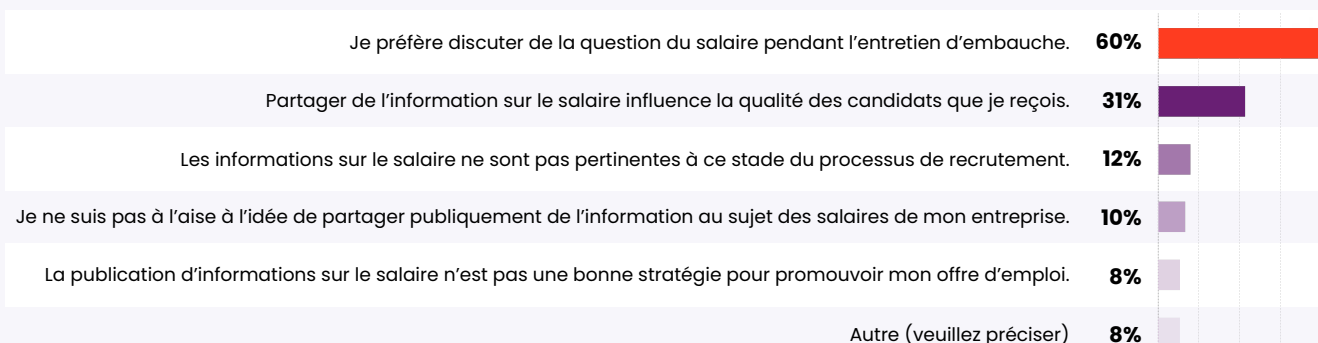 Je préfère discuter de la question du salaire pendant l’entretien d’embauche. 60%
Partager de l’information sur le salaire influence la qualité des candidats que je reçois. 31%
Les informations sur le salaire ne sont pas pertinentes à ce stade du processus de recrutement. 12%
Je ne suis pas à l’aise à l’idée de partager publiquement de l’information au sujet des salaires de mon entreprise. 10%
La publication d’informations sur le salaire n’est pas une bonne stratégie pour promouvoir mon offre d’emploi. 8%
Autre (veuillez préciser) 8%